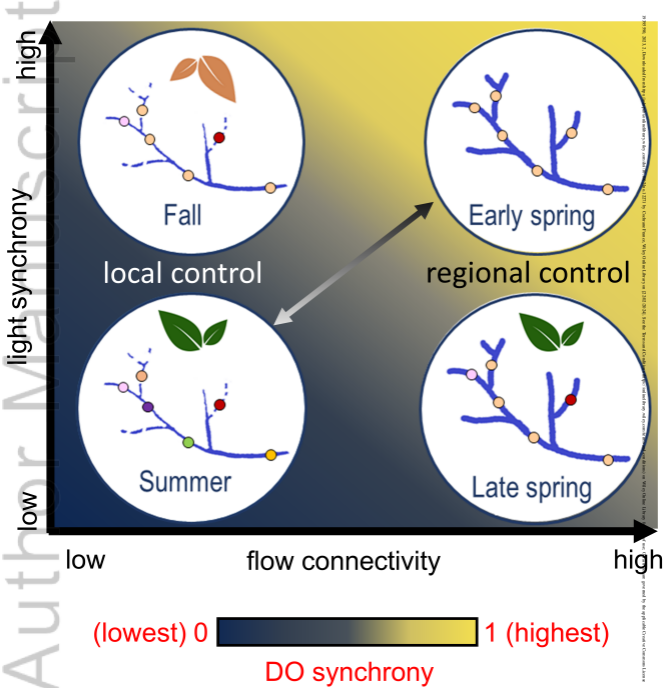 Author Manuscript
high
light synchrony
low
Fall
Early spring
local control
regional control
Summer
Late spring
low
flow connectivity
high
(lowest) 0
1 (highest)
DO synchrony